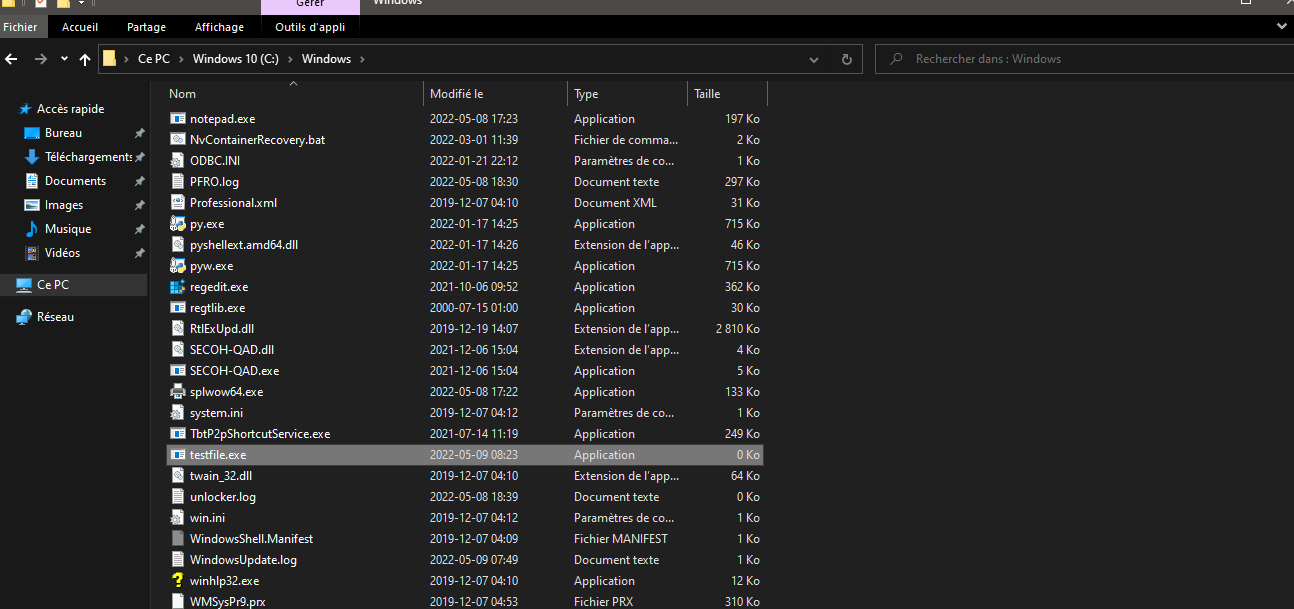 Gérer
Windows
Fichier Accueil Partage Affichage Outils d'appli
Ce PC Windows 10 (C:) Windows
Rechercher dans : Windows
Accès rapide
Bureau
Téléchargements
Documents
Images
Musique
Vidéos
Ce PC
Réseau
Nom Modifié le Type Taille
notepad.exe 2022-05-08 17:23 Application 197 Ko
NvContainerRecovery.bat 2022-03-01 11:39 Fichier de comma... 2 Ko
ODBC.INI 2022-01-21 22:12 Paramètres de co... 1 Ko
PFRO.log 2022-05-08 18:30 Document texte 297 Ko
Professional.xml 2019-12-07 04:10 Document XML 31 Ko
py.exe 2022-01-17 14:25 Application 715 Ko
pyshellext.amd64.dll 2022-01-17 14:26 Extension de l'app... 46 Ko
pyw.exe 2022-01-17 14:25 Application 715 Ko
regedit.exe 2021-10-06 09:52 Application 362 Ko
regtlib.exe 2000-07-15 01:00 Application 30 Ko
RtlExUpd.dll 2019-12-19 14:07 Extension de l'app... 2 810 Ko
SECOH-QAD.dll 2021-12-06 15:04 Extension de l'app... 4 Ko
SECOH-QAD.exe 2021-12-06 15:04 Application 5 Ko
splwow64.exe 2022-05-08 17:22 Application 133 Ko
system.ini 2019-12-07 04:12 Paramètres de co... 1 Ko
TbtP2pShortcutService.exe 2021-07-14 11:19 Application 249 Ko
testfile.exe 2022-05-09 08:23 Application 0 Ko
twain_32.dll 2019-12-07 04:10 Extension de l'app... 64 Ko
unlocker.log 2022-05-08 18:39 Document texte 0 Ko
win.ini 2019-12-07 04:12 Paramètres de co... 1 Ko
WindowsShell.Manifest 2019-12-07 04:09 Fichier MANIFEST 1 Ko
WindowsUpdate.log 2022-05-09 07:49 Document texte 1 Ko
winhlp32.exe 2019-12-07 04:10 Application 12 Ko
WMSysPr9.prx 2019-12-07 04:53 Fichier PRX 310 Ko